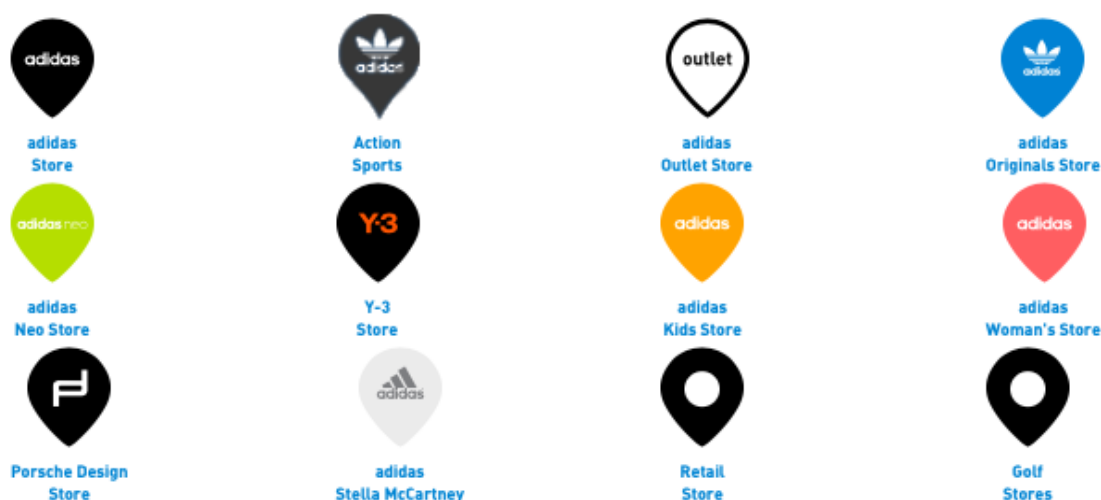 adidas
adidas
outlet
adidas
adidas
Store
Action
Sports
adidas
Outlet Store
adidas
Originals Store
adidas neo
Y-3
adidas
adidas
adidas
Neo Store
Y-3
Store
adidas
Kids Store
adidas
Woman's Store
adidas
Porsche Design
Store
adidas
Stella McCartney
Retail
Store
Golf
Stores